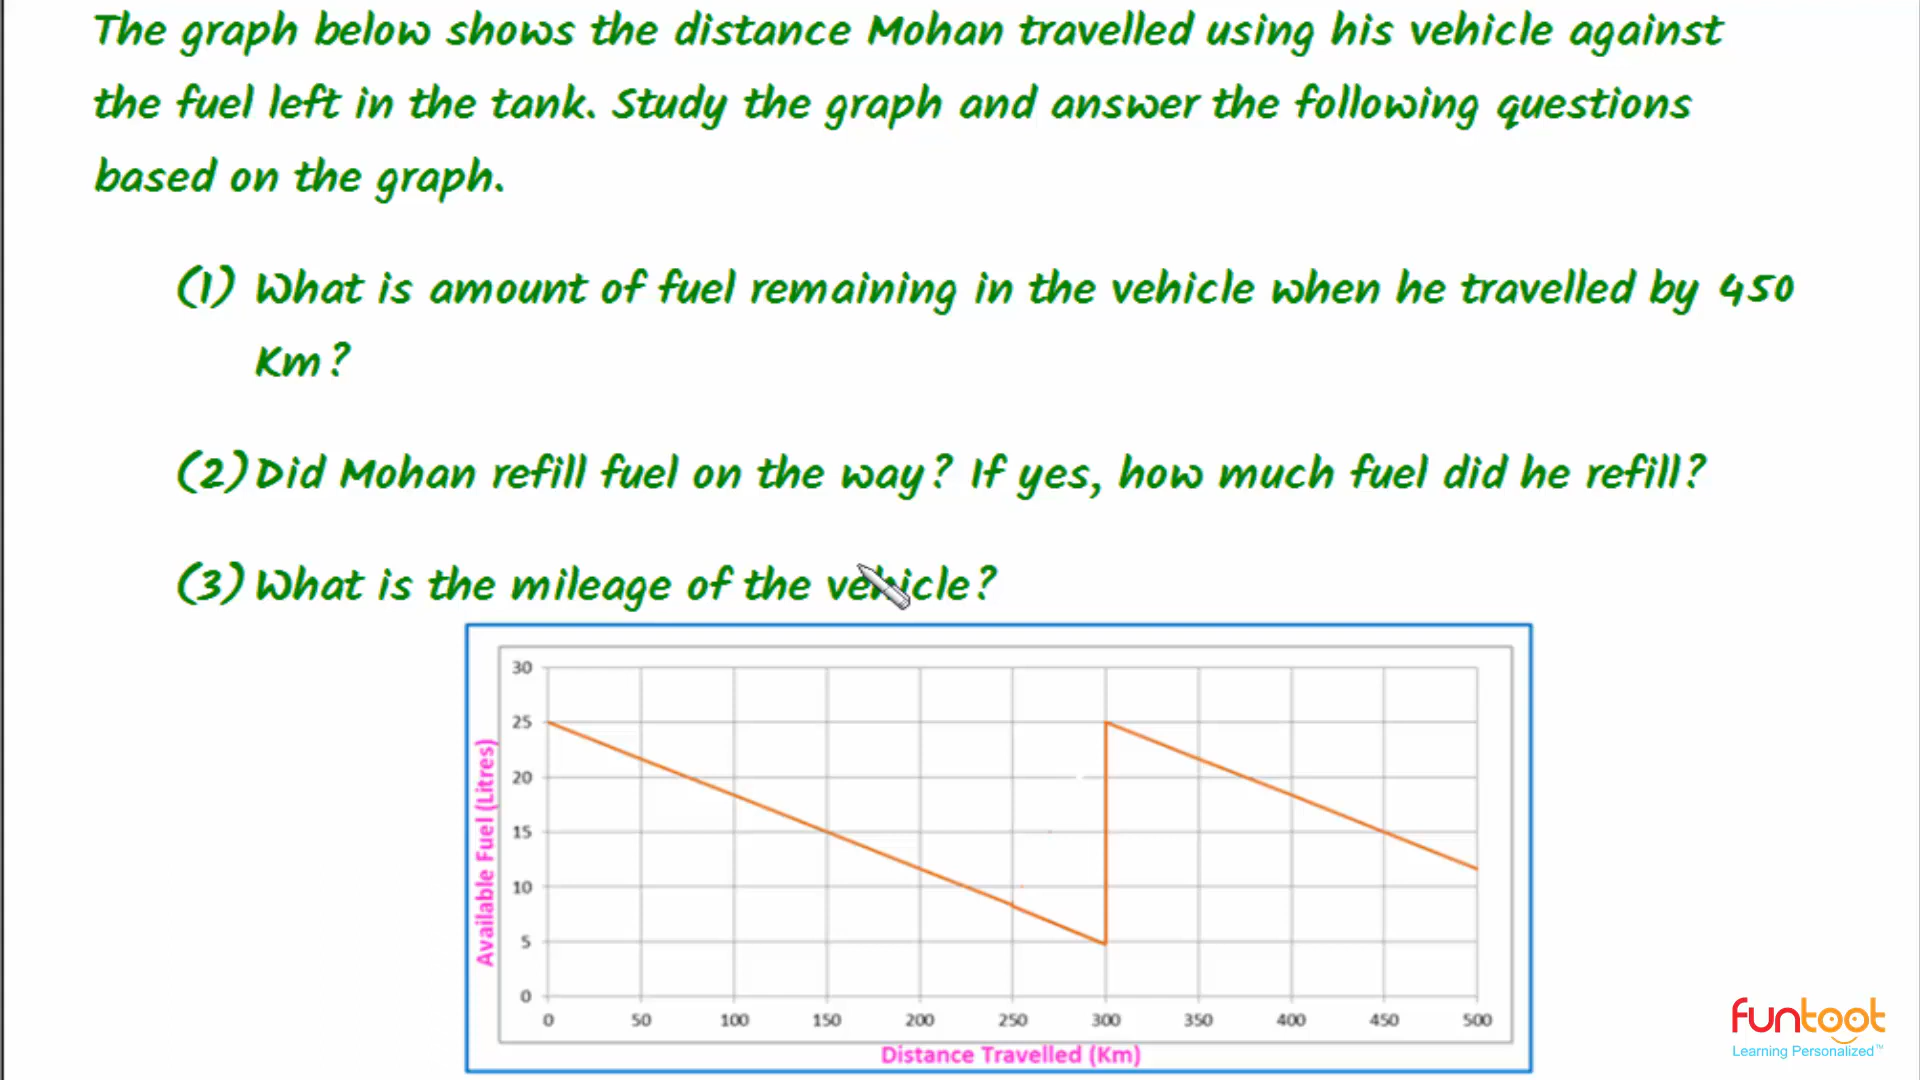 The graph below shows the distance Mohan travelled using his vehicle against
the fuel left in the tank. Study the graph and answer the following questions
based on the graph.
(1) What is amount of fuel remaining in the vehicle when he travelled by 450
Km?
(2) Did Mohan refill fuel on the way? If yes, how much fuel did he refill?
(3) What is the mileage of the vehicle?
Available Fuel (Litres)
30
25
20
15
10
5
0
0 50 100 150 200 250 300 350 400 450 500
Distance Travelled (Km)
funtoot
Learning Personalized™